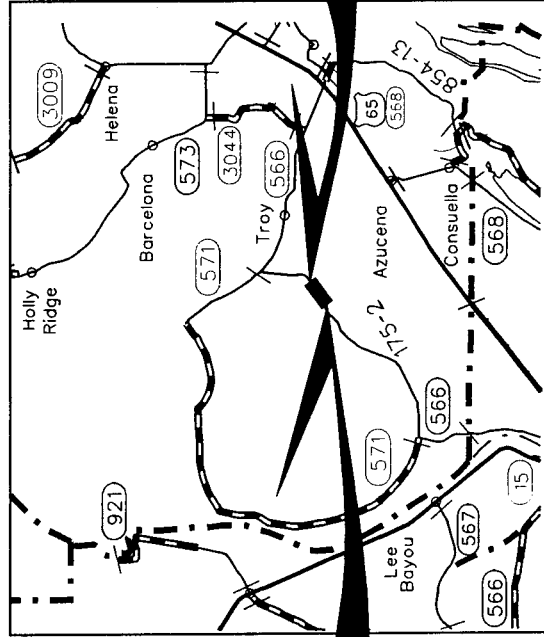 3009
Helena
Holly
Ridge
Barcelona
573
3044
571
Troy
566
65
568
854-13
Azucena
Consuella
568
175-2
921
571
566
Lee
Bayou
567
15
566